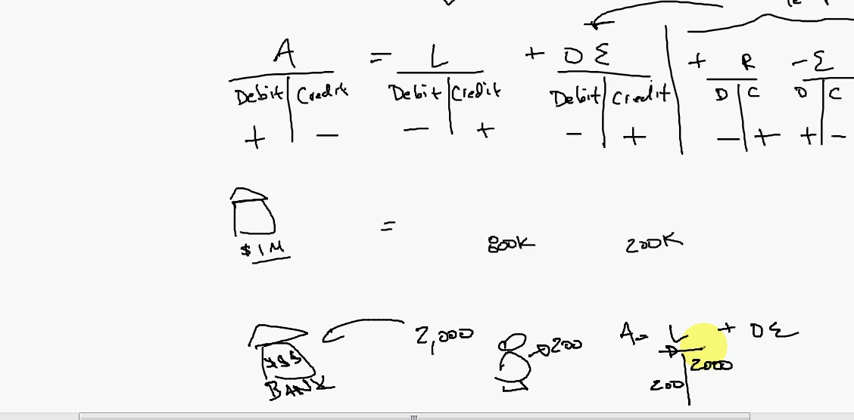 A = L + OE + R - E
Debit Credit Debit Credit Debit Credit D C D C
+ - - + - + - + + -
=
$1M 800K 200K
2,000 200 A = L + OE
$$$ D 2000
BANK 200